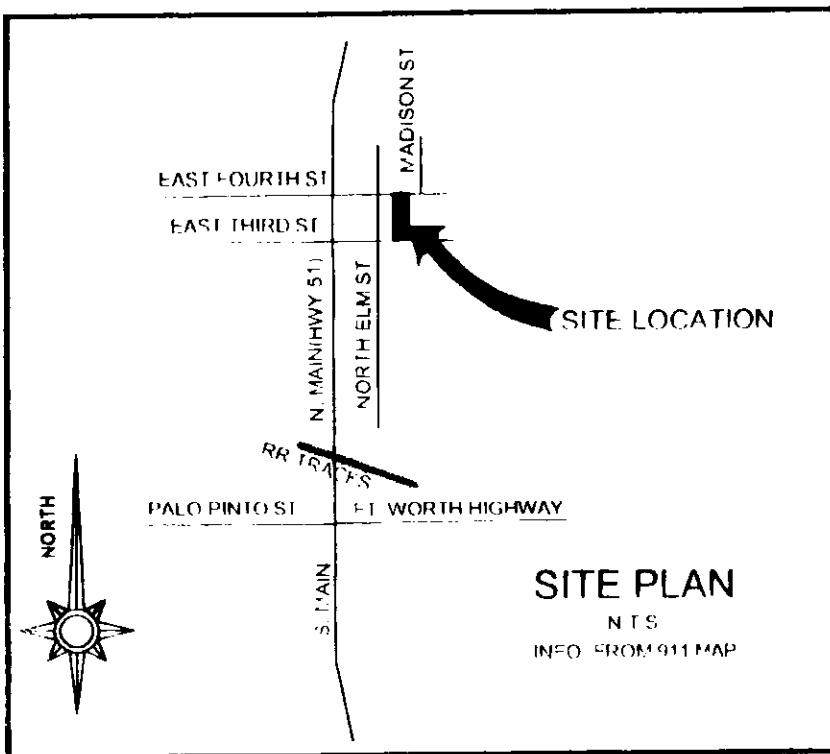 MADISON ST
EAST FOURTH ST
EAST THIRD ST
N. MAIN(HWY 51)
NORTH ELM ST
SITE LOCATION
RR TRACKS
PALO PINTO ST
FT. WORTH HIGHWAY
NORTH
S. MAIN
SITE PLAN
N T S
INFO. FROM 911 MAP